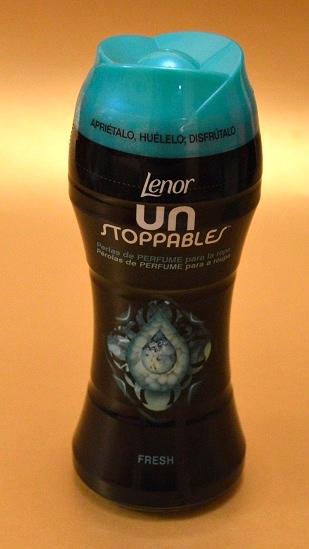 APRIÉTALO, HUÉLELO, DISFRÚTALO
Lenor
UN
STOPPABLES
Perlas de PERFUME para la ropa
Pérolas de PERFUME para a roupa
FRESH